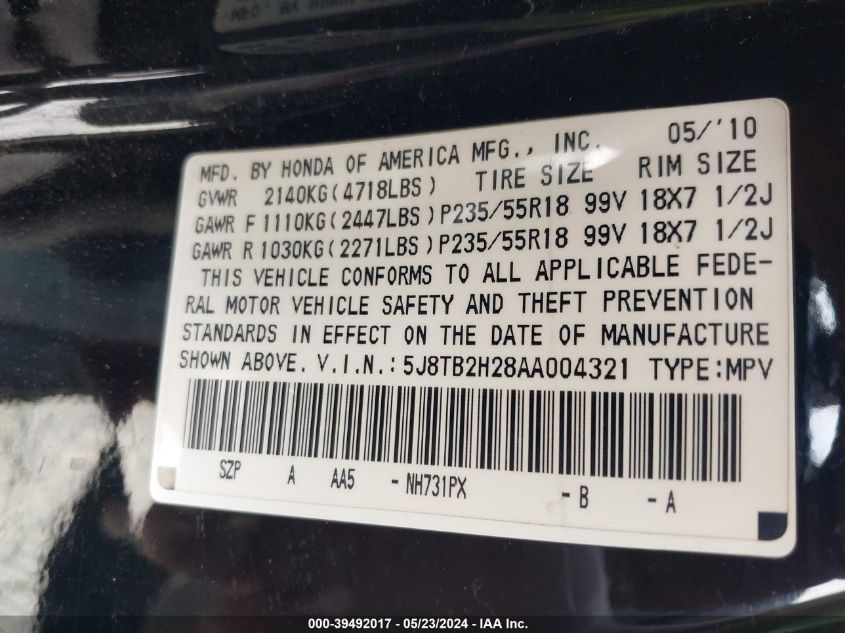 MFD. BY HONDA OF AMERICA MFG., INC. 05/'10
GVWR 2140KG(4718LBS) TIRE SIZE RIM SIZE
GAWR F 1110KG(2447LBS)P235/55R18 99V 18X7 1/2J
GAWR R 1030KG(2271LBS)P235/55R18 99V 18X7 1/2J
THIS VEHICLE CONFORMS TO ALL APPLICABLE FEDE-
RAL MOTOR VEHICLE SAFETY AND THEFT PREVENTION
STANDARDS IN EFFECT ON THE DATE OF MANUFACTURE
SHOWN ABOVE. V.I.N.:5J8TB2H28AA004321 TYPE:MPV
SZP A AA5 -NH731PX -B -A
000-39492017 - 05/23/2024 - IAA Inc.